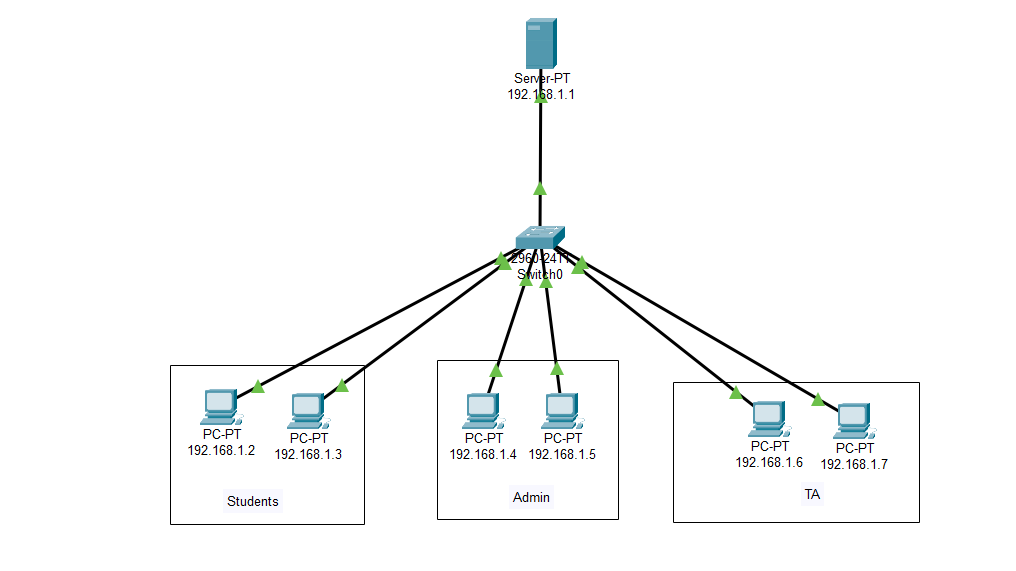 Server-PT
192.168.1.1
2960-24TT
Switch0
PC-PT
192.168.1.2
PC-PT
192.168.1.3
Students
PC-PT
192.168.1.4
PC-PT
192.168.1.5
Admin
PC-PT
192.168.1.6
PC-PT
192.168.1.7
TA